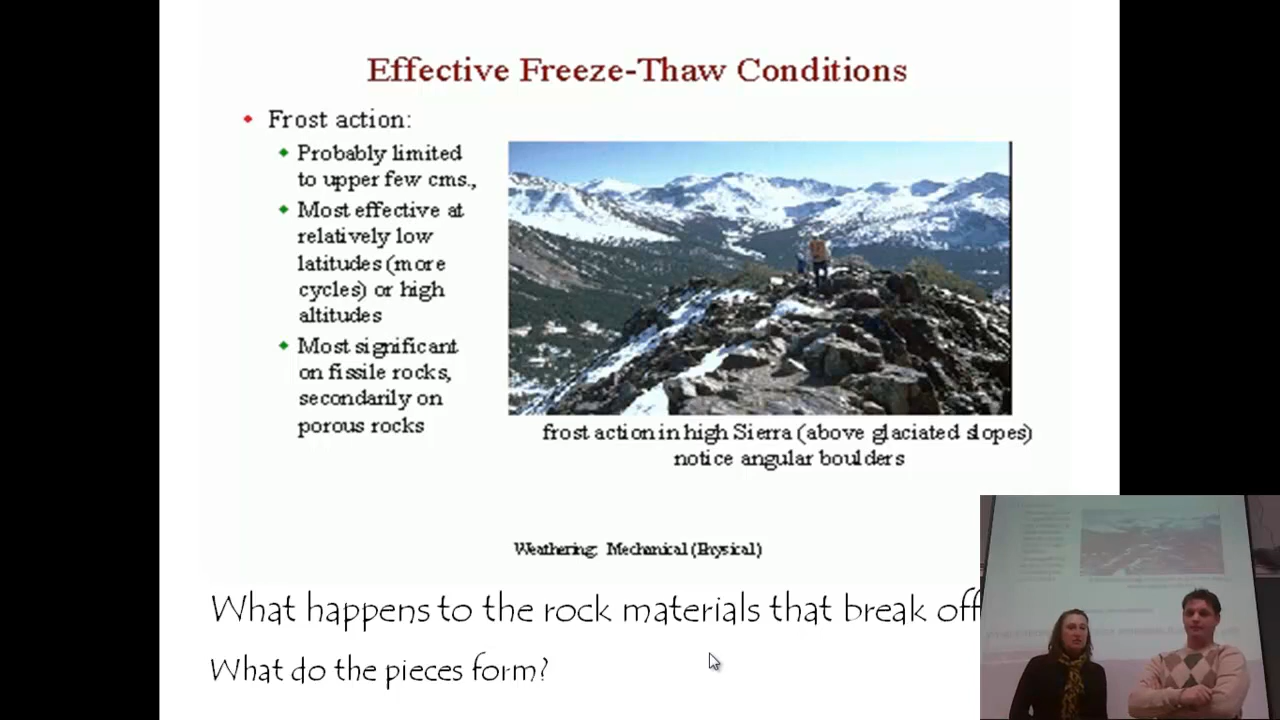 Effective Freeze-Thaw Conditions
Frost action:
Probably limited
to upper few cms.,
Most effective at
relatively low
latitudes (more
cycles) or high
altitudes
Most significant
on fissile rocks,
secondarily on
porous rocks
frost action in high Sierra (above glaciated slopes)
notice angular boulders
Weathering: Mechanical (Physical)
What happens to the rock materials that break off
What do the pieces form?